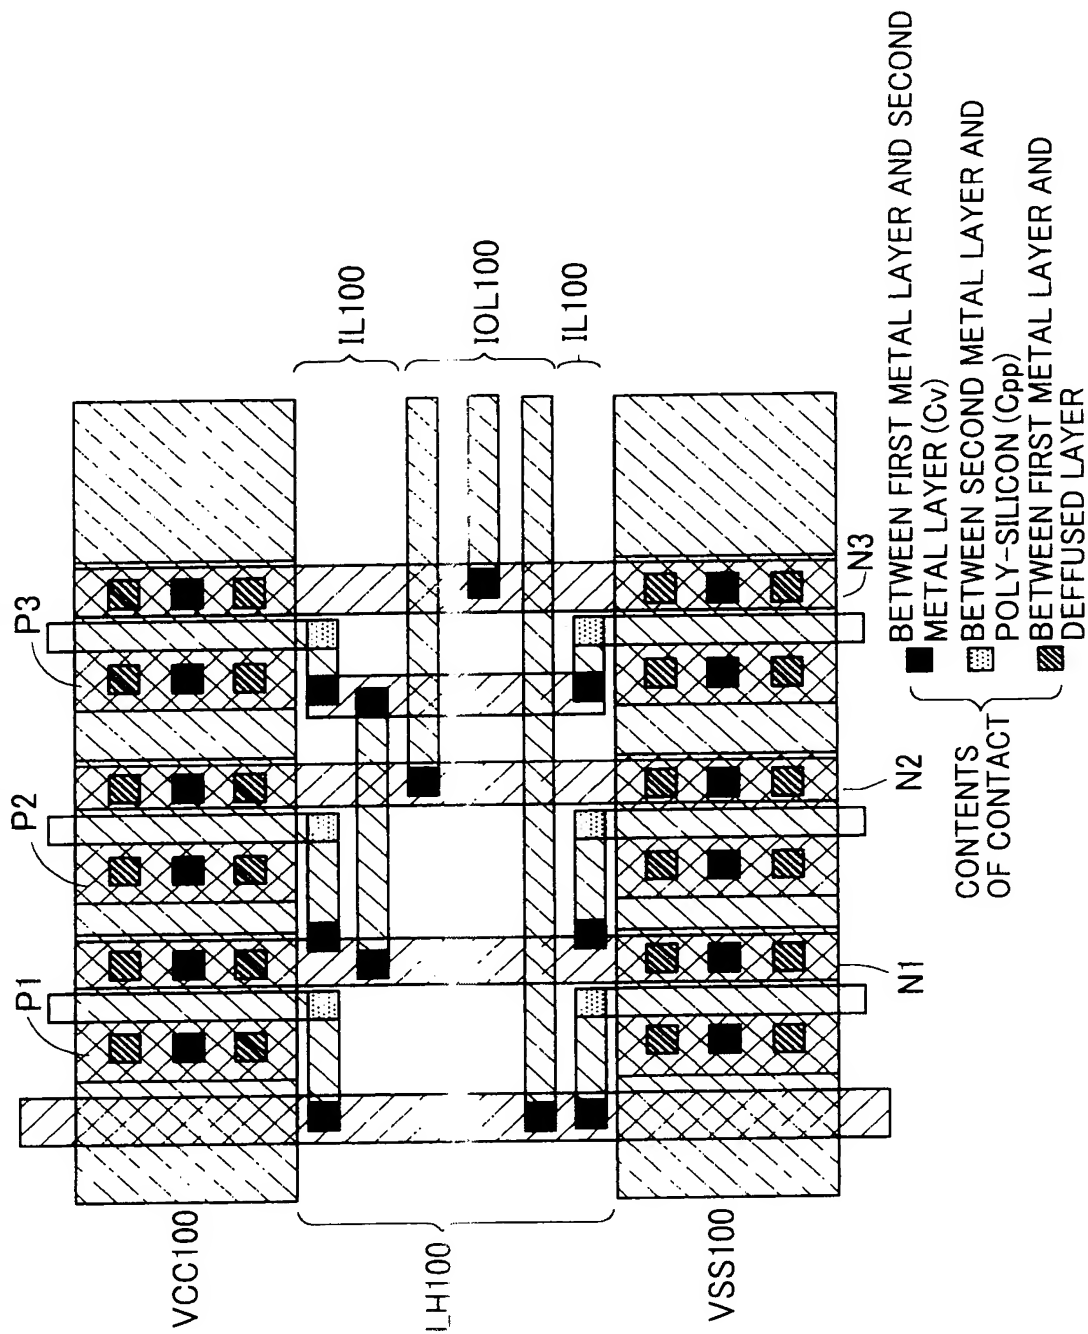 P1
P2
P3
VCC100
LH100
VSS100
IL100
IOL100
IL100
N1
N2
N3
CONTENTS
OF CONTACT
BETWEEN FIRST METAL LAYER AND SECOND
METAL LAYER (Cv)
BETWEEN SECOND METAL LAYER AND
POLY-SILICON (Cpp)
BETWEEN FIRST METAL LAYER AND
DEFFUSED LAYER